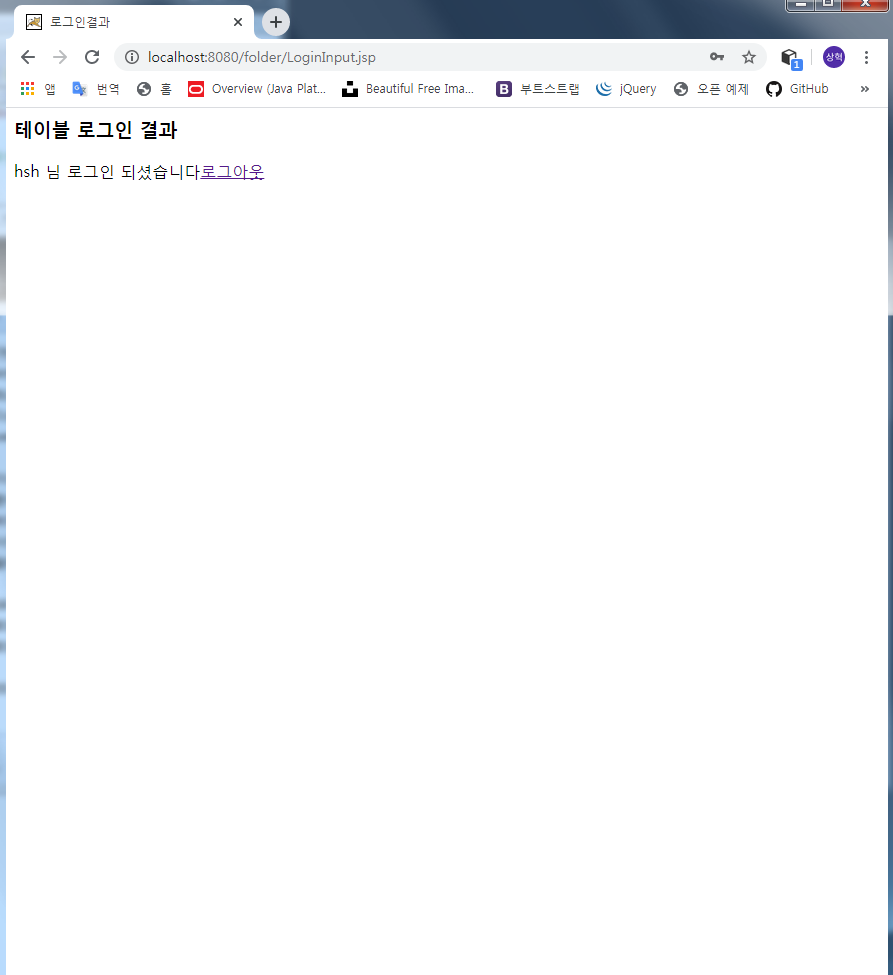 로그인결과
localhost:8080/folder/LoginInput.jsp
상혁
1
앱 번역 홈 Overview (Java Plat... Beautiful Free Ima... B 부트스트랩 jQuery 오픈 예제 GitHub »
테이블 로그인 결과
hsh 님 로그인 되셨습니다로그아웃